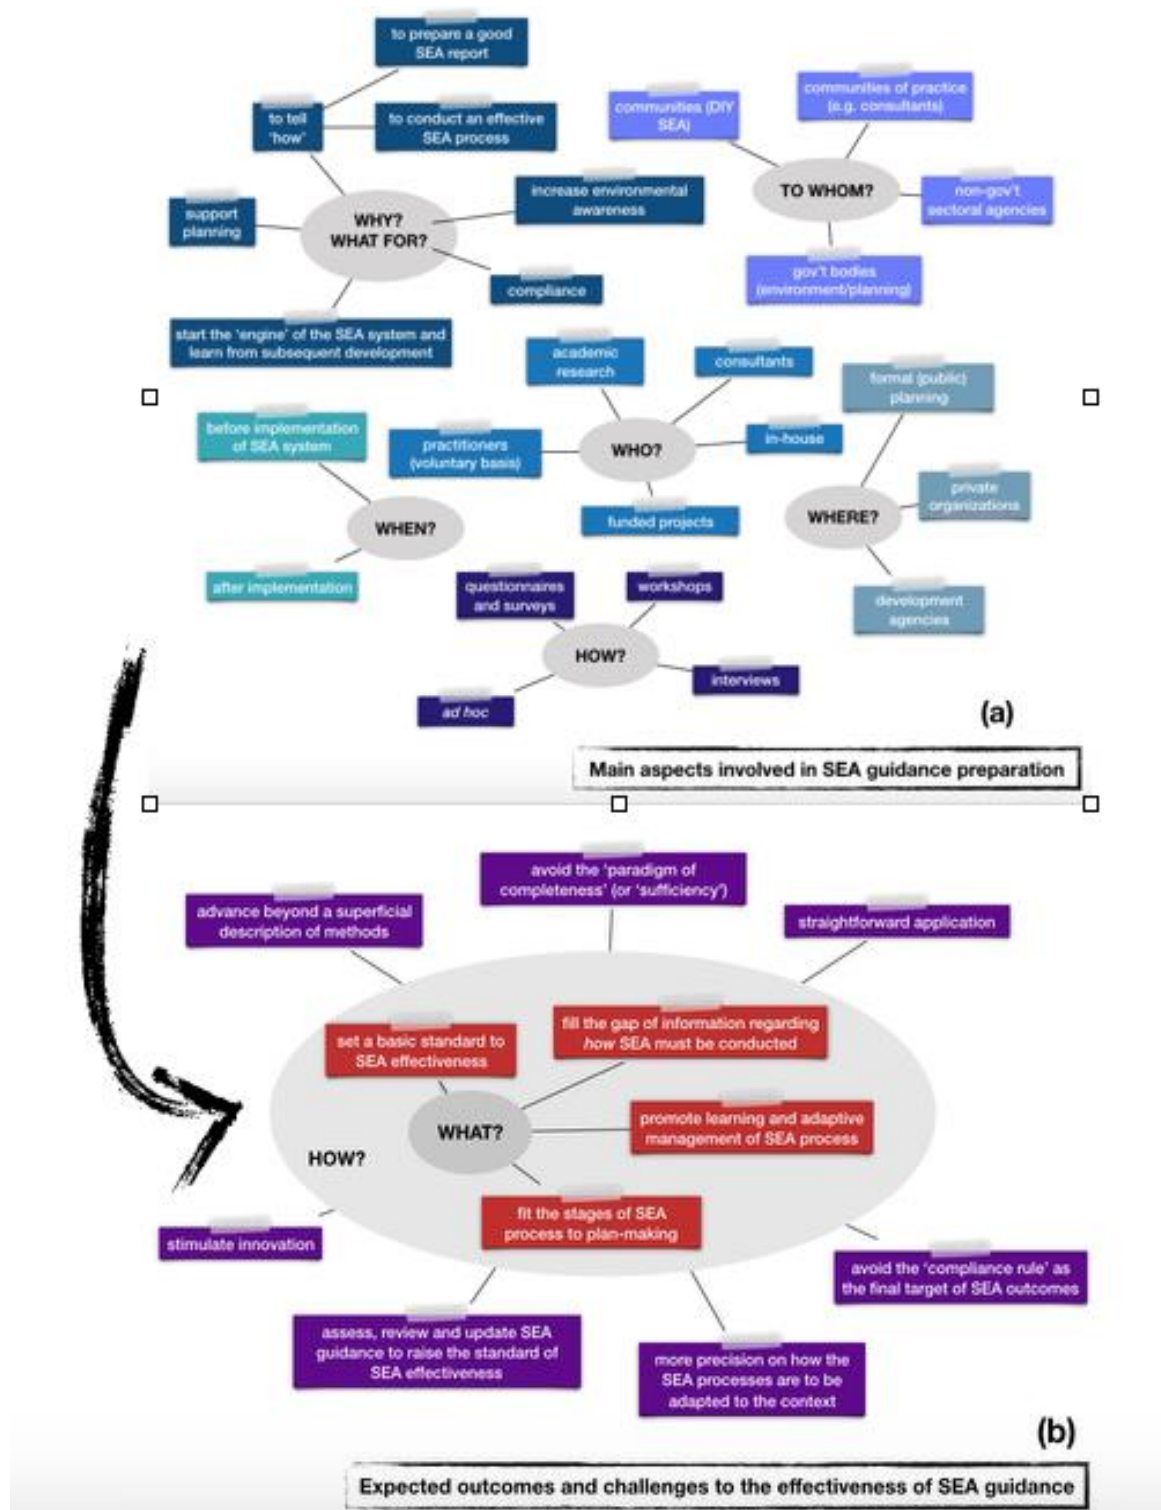 to prepare a good
SEA report
to tell
'how'
to conduct an effective
SEA process
increase environmental
awareness
support
planning
WHY?
WHAT FOR?
compliance
start the 'engine' of the SEA system and
learn from subsequent development
communities (DIY
SEA)
communities of practice
(e.g. consultants)
TO WHOM?
non-gov't
sectoral agencies
gov't bodies
(environment/planning)
academic
research
consultants
practitioners
(voluntary basis)
WHO?
in-house
funded projects
formal (public)
planning
private
organizations
WHERE?
development
agencies
before implementation
of SEA system
WHEN?
after implementation
questionnaires
and surveys
workshops
HOW?
interviews
ad hoc
(a)
Main aspects involved in SEA guidance preparation
avoid the 'paradigm of
completeness' (or 'sufficiency')
advance beyond a superficial
description of methods
straightforward application
set a basic standard to
SEA effectiveness
fill the gap of information regarding
how SEA must be conducted
WHAT?
promote learning and adaptive
management of SEA process
HOW?
fit the stages of SEA
process to plan-making
stimulate innovation
avoid the 'compliance rule' as
the final target of SEA outcomes
assess, review and update SEA
guidance to raise the standard of
SEA effectiveness
more precision on how the
SEA processes are to be
adapted to the context
(b)
Expected outcomes and challenges to the effectiveness of SEA guidance